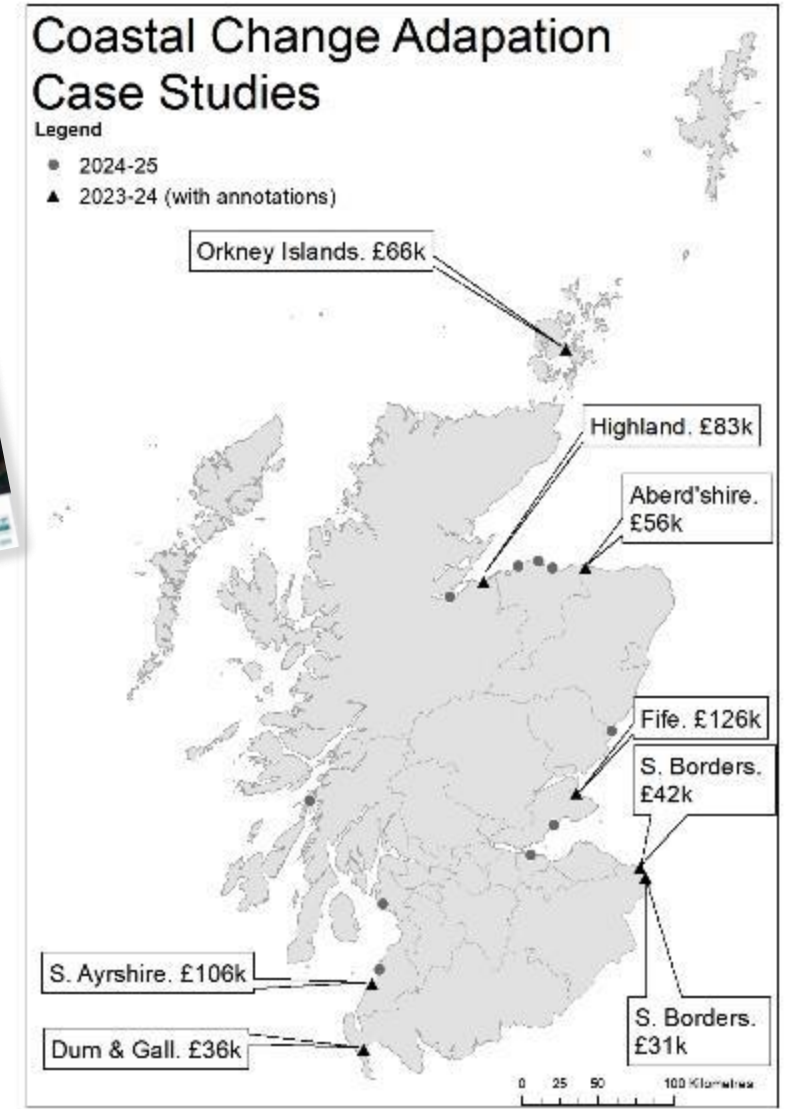 Coastal Change Adapation
Case Studies
Legend
2024-25
2023-24 (with annotations)
Orkney Islands. £66k
Highland. £83k
Aberd'shire.
£56k
Fife. £126k
S. Borders.
£42k
S. Ayrshire. £106k
S. Borders.
£31k
Dum & Gall. £36k
0 25 50 100 Kilometres